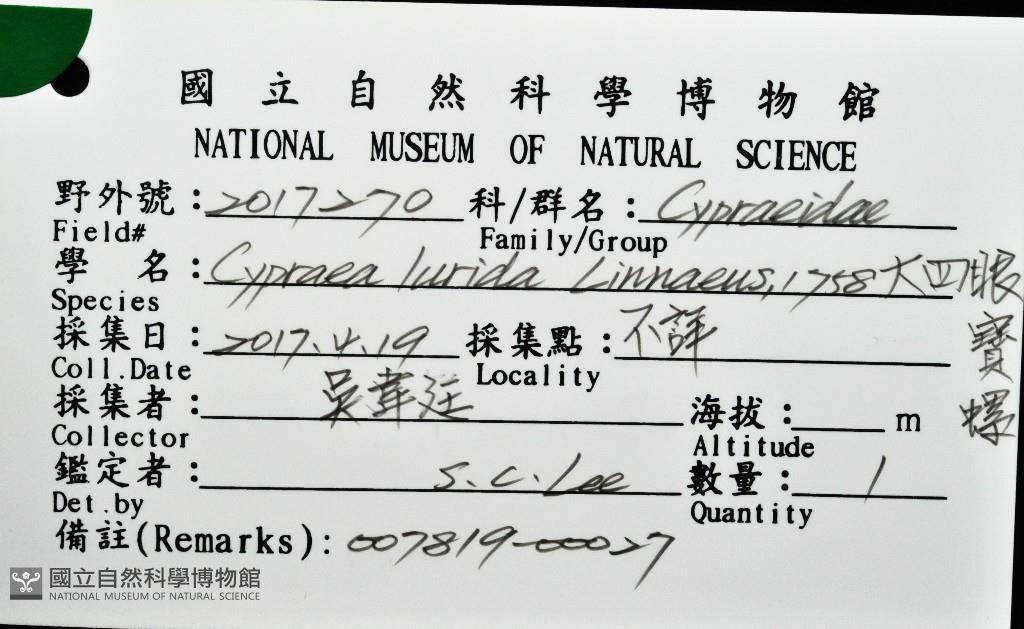 國立自然科學博物館
NATIONAL MUSEUM OF NATURAL SCIENCE
野外號：2017270 科/群名：Cypraeidae
Field# Family/Group
學 名：Cypraea lurida Linnaeus, 1758 大四眼寶螺
Species
採集日：2017.4.19 採集點：不詳
Coll.Date Locality
採集者：吳韋廷 海拔： m
Collector Altitude
鑑定者：S.C.Lee 數量：1
Det.by Quantity
備註(Remarks)：007819-00027
國立自然科學博物館
NATIONAL MUSEUM OF NATURAL SCIENCE